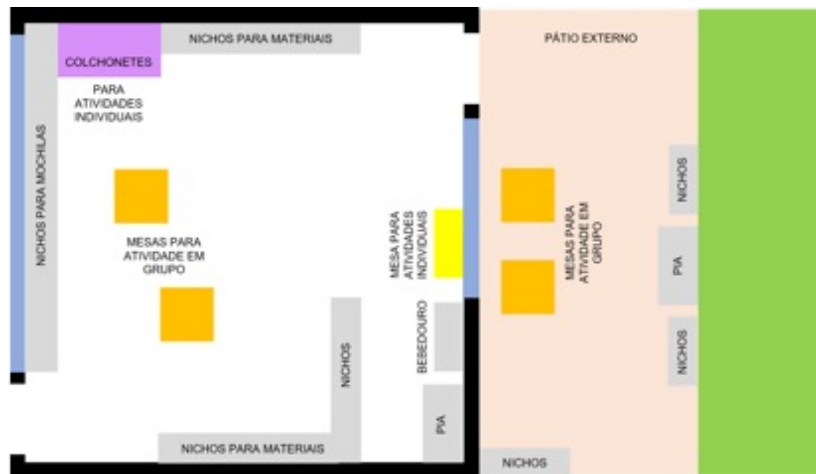 NICHOS PARA MATERIAIS
PÁTIO EXTERNO
COLCHONETES
PARA
ATIVIDADES
INDIVIDUAIS
NICHOS PARA MOCHILAS
MESAS PARA
ATIVIDADE EM
GRUPO
MESA PARA
ATIVIDADES
INDIVIDUAIS
MESAS PARA
ATIVIDADE EM
GRUPO
NICHOS
PIA
NICHOS
BEBEDOURO
NICHOS
PIA
NICHOS PARA MATERIAIS
NICHOS